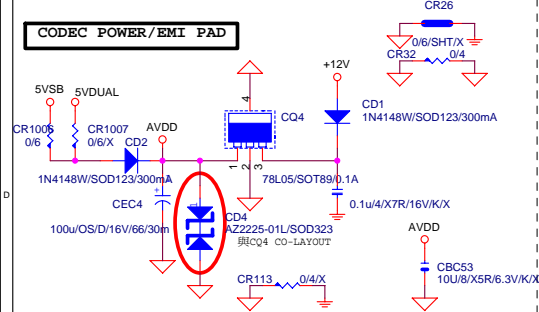 CODEC POWER/EMI PAD
CR26
0/6/SHT/X
CR32
0/4
+12V
5VSB
5VDUAL
AVDD
4
CQ4
CD1
1N4148W/SOD123/300mA
CR1006
0/6
CR1007
0/6/X
CD2
1N4148W/SOD123/300mA
1
2
3
78L05/SOT89/0.1A
CEC4
100u/OS/D/16V/66/30m
CD4
AZ2225-01L/SOD323
與CQ4 CO-LAYOUT
0.1u/4/X7R/16V/K/X
D
AVDD
CR113
0/4/X
CBC53
10U/8/X5R/6.3V/K/X